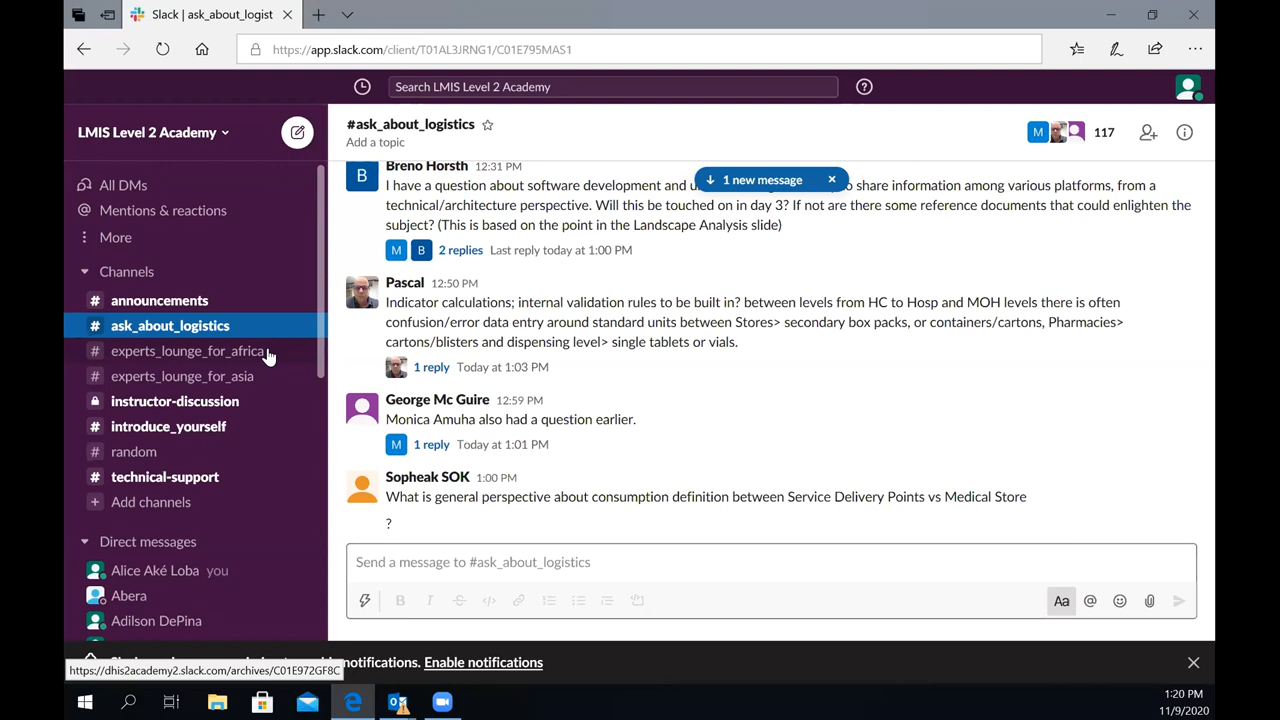 Slack | ask_about_logist
https://app.slack.com/client/T01AL3JRNG1/C01E795MAS1
Search LMIS Level 2 Academy
LMIS Level 2 Academy
All DMs
Mentions & reactions
More
Channels
announcements
ask_about_logistics
experts_lounge_for_africa
experts_lounge_for_asia
instructor-discussion
introduce_yourself
random
technical-support
Add channels
Direct messages
Alice Aké Loba you
Abera
Adilson DePina
#ask_about_logistics
Add a topic
M
117
1 new message
B
Breno Horsth 12:31 PM
I have a question about software development and u o share information among various platforms, from a
technical/architecture perspective. Will this be touched on in day 3? If not are there some reference documents that could enlighten the
subject? (This is based on the point in the Landscape Analysis slide)
M B 2 replies Last reply today at 1:00 PM
Pascal 12:50 PM
Indicator calculations; internal validation rules to be built in? between levels from HC to Hosp and MOH levels there is often
confusion/error data entry around standard units between Stores> secondary box packs, or containers/cartons, Pharmacies>
cartons/blisters and dispensing level> single tablets or vials.
1 reply Today at 1:03 PM
George Mc Guire 12:59 PM
Monica Amuha also had a question earlier.
M 1 reply Today at 1:01 PM
Sopheak SOK 1:00 PM
What is general perspective about consumption definition between Service Delivery Points vs Medical Store
?
Send a message to #ask_about_logistics
Aa
notifications. Enable notifications
https://dhis2academy2.slack.com/archives/C01E972GF8C
1:20 PM
11/9/2020